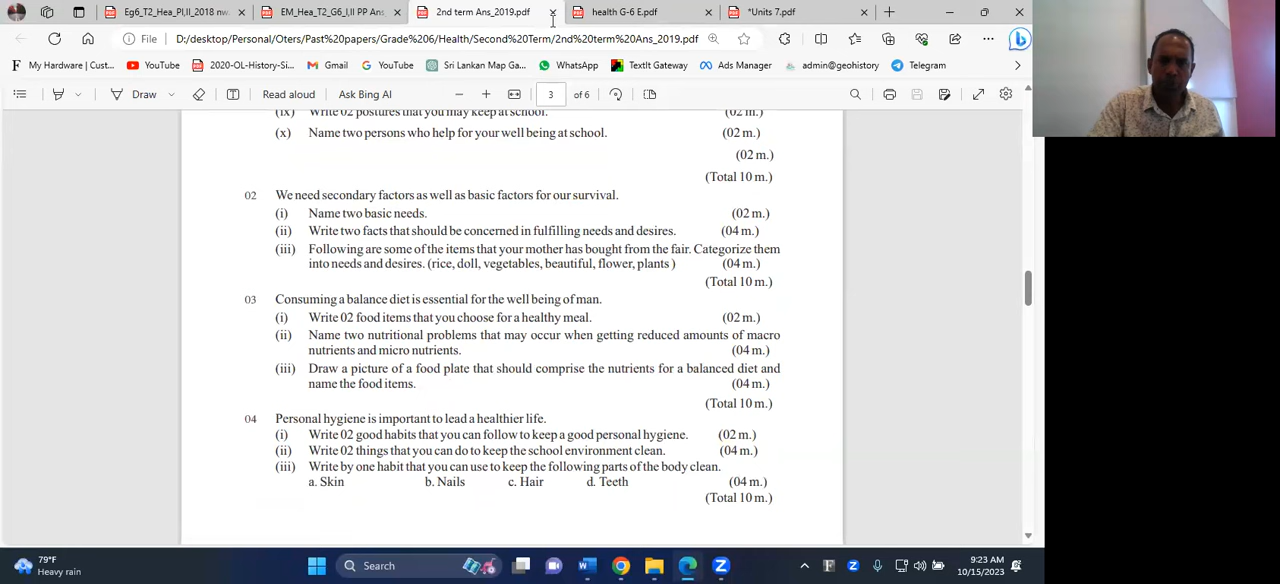 Eg6_T2_Hea_PI,II_2018 nw
EM_Hea_T2_G6_I,II PP An
2nd term Ans_2019.pdf
health G-6 E.pdf
*Units 7.pdf
File
D:/desktop/Personal/Oters/Past%20papers/Grade%206/Health/Second%20Term/2nd%20term%20Ans_2019.pdf
My Hardware | Cust...
YouTube
2020-OL-History-Si...
Gmail
YouTube
Sri Lankan Map Ga...
WhatsApp
TextIt Gateway
Ads Manager
admin@geohistory
Telegram
Draw
Read aloud
Ask Bing AI
3
of 6
(ix) Write 02 postures that you may keep at school. (02 m.)
(x) Name two persons who help for your well being at school. (02 m.)
(02 m.)
(Total 10 m.)
02 We need secondary factors as well as basic factors for our survival.
(i) Name two basic needs. (02 m.)
(ii) Write two facts that should be concerned in fulfilling needs and desires. (04 m.)
(iii) Following are some of the items that your mother has bought from the fair. Categorize them
into needs and desires. (rice, doll, vegetables, beautiful, flower, plants ) (04 m.)
(Total 10 m.)
03 Consuming a balance diet is essential for the well being of man.
(i) Write 02 food items that you choose for a healthy meal. (02 m.)
(ii) Name two nutritional problems that may occur when getting reduced amounts of macro
nutrients and micro nutrients. (04 m.)
(iii) Draw a picture of a food plate that should comprise the nutrients for a balanced diet and
name the food items. (04 m.)
(Total 10 m.)
04 Personal hygiene is important to lead a healthier life.
(i) Write 02 good habits that you can follow to keep a good personal hygiene. (02 m.)
(ii) Write 02 things that you can do to keep the school environment clean. (04 m.)
(iii) Write by one habit that you can use to keep the following parts of the body clean.
a. Skin b. Nails c. Hair d. Teeth (04 m.)
(Total 10 m.)
79°F
Heavy rain
Search
9:23 AM
10/15/2023